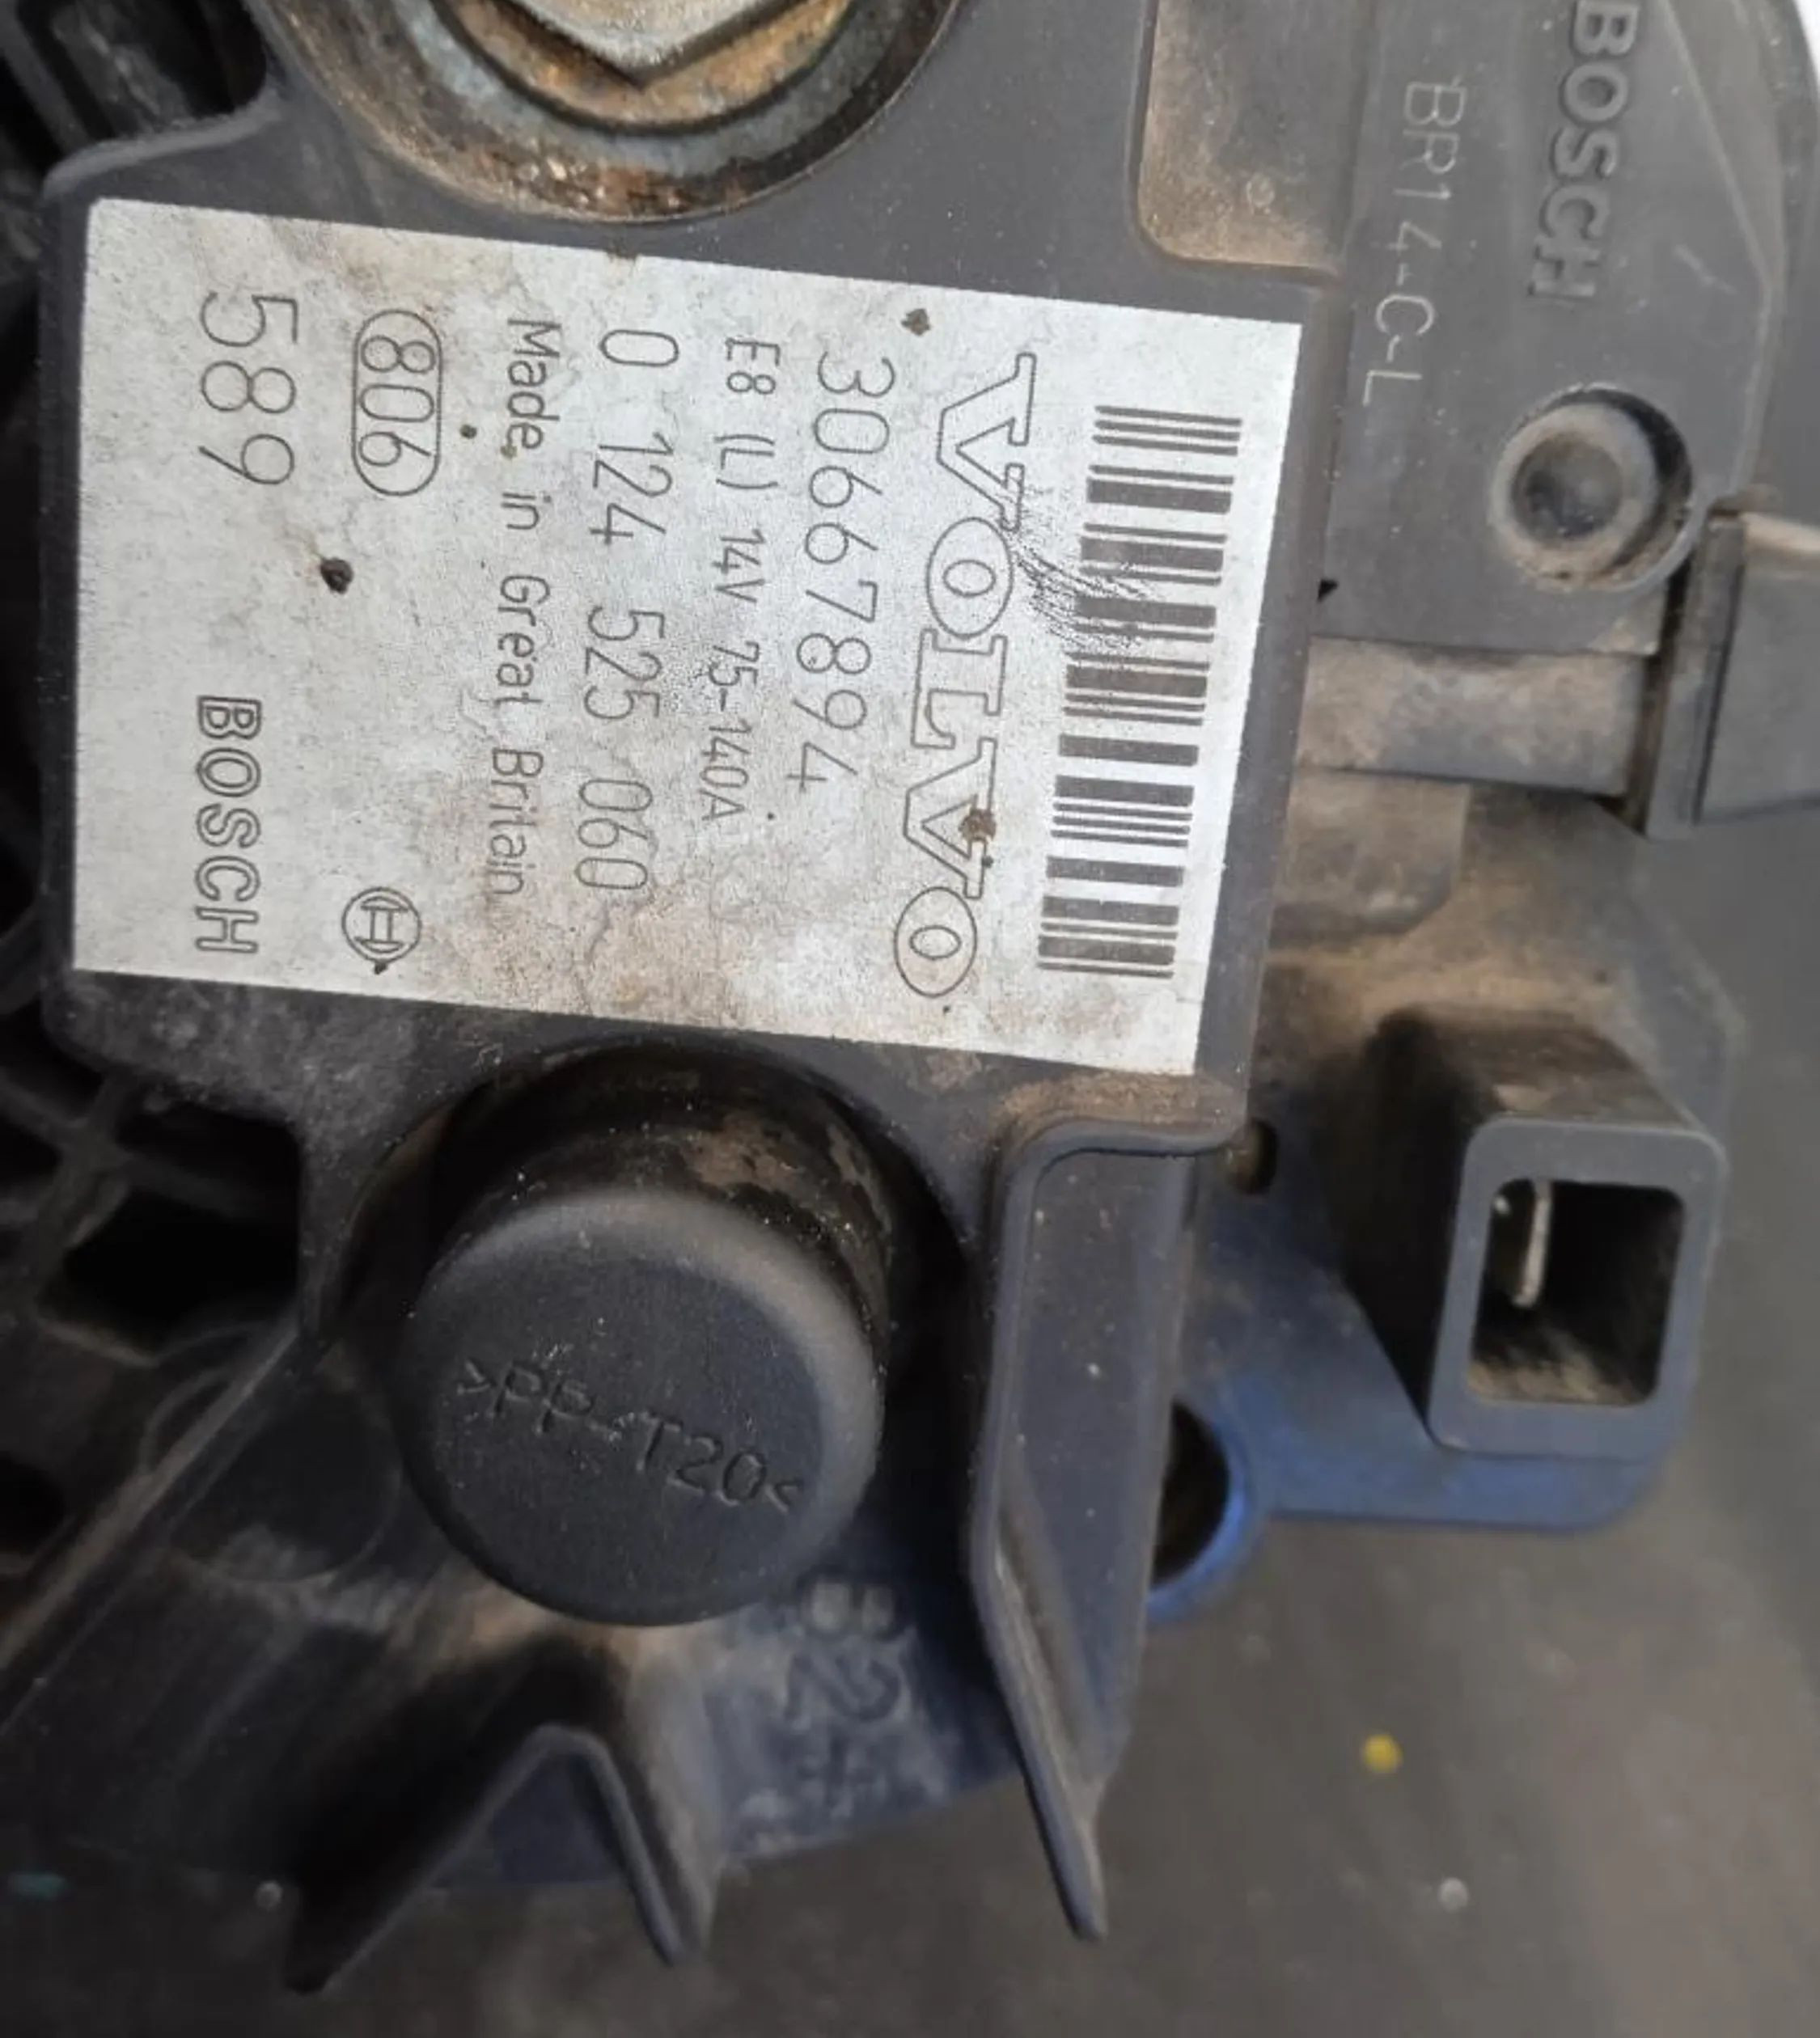 BOSCH
BR14-C-L
VOLVO
30667894
E8 (L) 14V 75-140A
0 124 525 060
Made in Great Britain
806
589 BOSCH
>PP-T20<